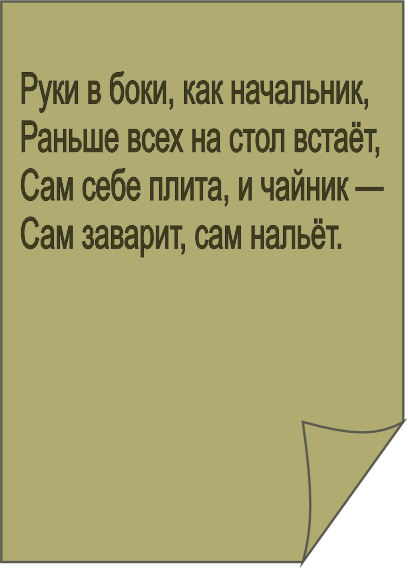 Руки в боки, как начальник,
Раньше всех на стол встаёт,
Сам себе плита, и чайник —
Сам заварит, сам нальёт.